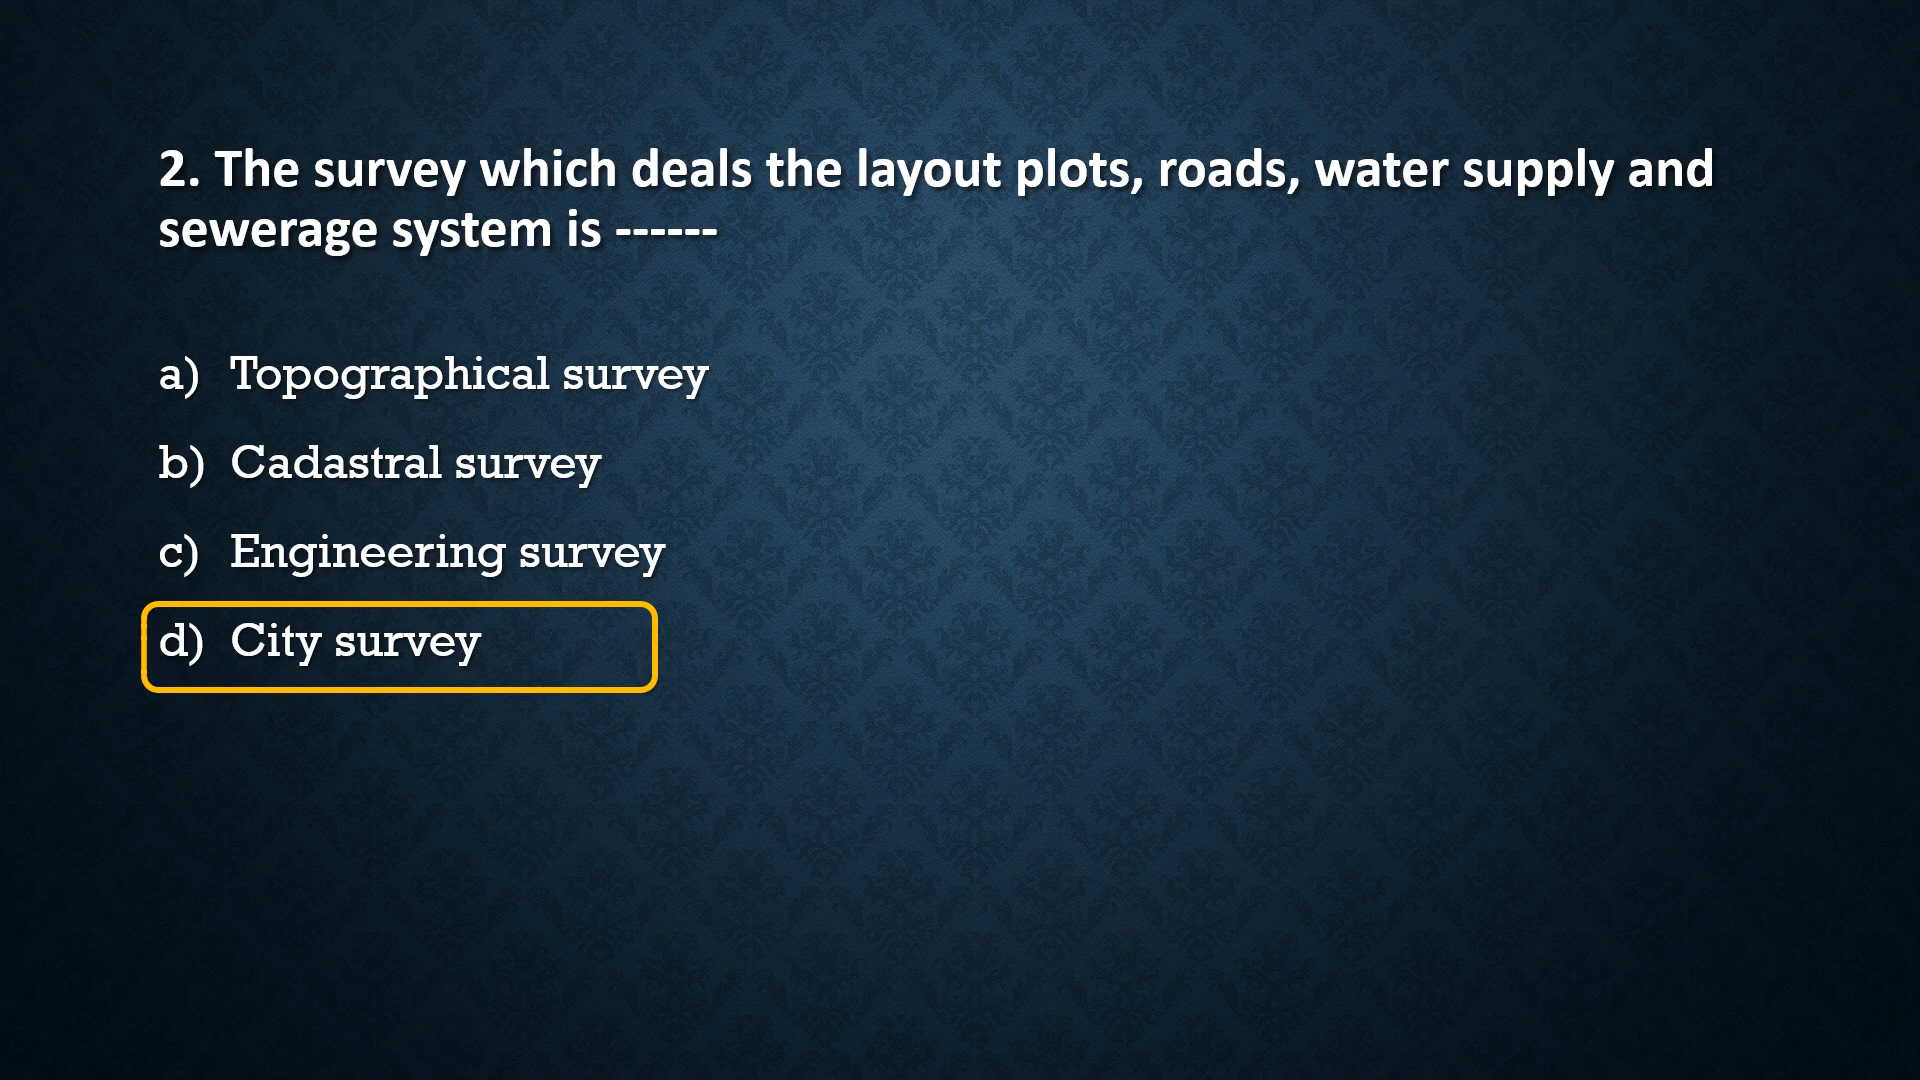 2. The survey which deals the layout plots, roads, water supply and
sewerage system is ------
a) Topographical survey
b) Cadastral survey
c) Engineering survey
d) City survey